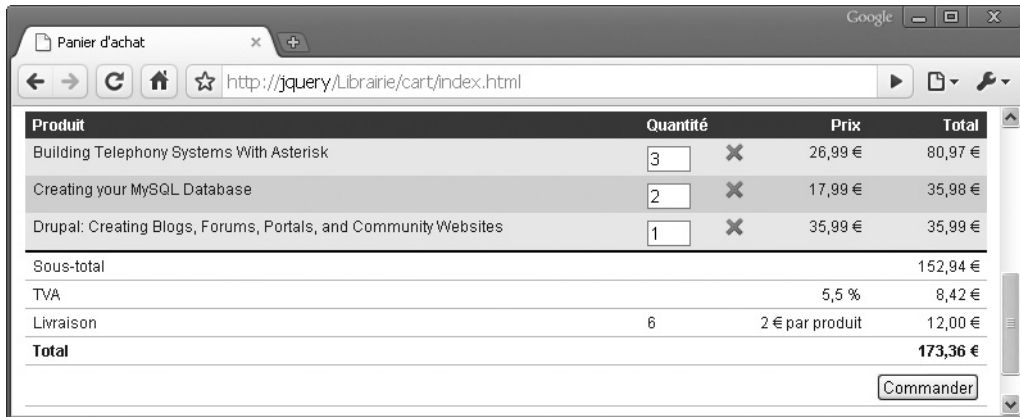 Google
Panier d'achat
http://jquery/Librairie/cart/index.html
Produit Quantité Prix Total
Building Telephony Systems With Asterisk 3 26,99 € 80,97 €
Creating your MySQL Database 2 17,99 € 35,98 €
Drupal: Creating Blogs, Forums, Portals, and Community Websites 1 35,99 € 35,99 €
Sous-total 152,94 €
TVA 5,5 % 8,42 €
Livraison 6 2 € par produit 12,00 €
Total 173,36 €
Commander